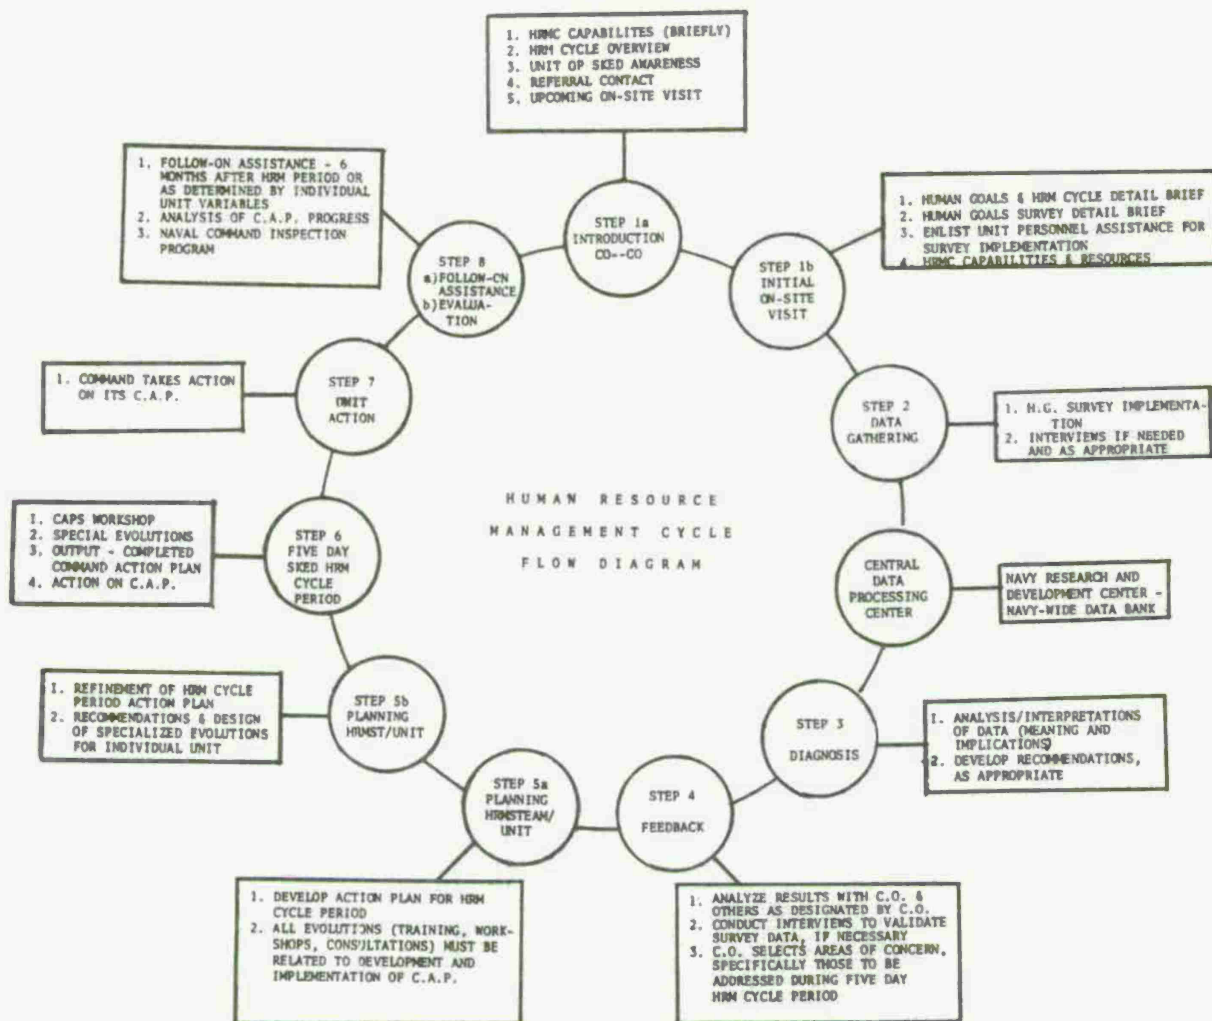 1. HRMC CAPABILITES (BRIEFLY)
2. HRM CYCLE OVERVIEW
3. UNIT OP SKED AWARENESS
4. REFERRAL CONTACT
5. UPCOMING ON-SITE VISIT
STEP 1a
INTRODUCTION
CO--CO
1. HUMAN GOALS & HRM CYCLE DETAIL BRIEF
2. HUMAN GOALS SURVEY DETAIL BRIEF
3. ENLIST UNIT PERSONNEL ASSISTANCE FOR
SURVEY IMPLEMENTATION
4 HRMC CAPABILITIES & RESOURCES
STEP 1b
INITIAL
ON-SITE
VISIT
STEP 2
DATA
GATHERING
1. H.G. SURVEY IMPLEMENTA-
TION
2. INTERVIEWS IF NEEDED
AND AS APPROPRIATE
HUMAN RESOURCE
MANAGEMENT CYCLE
FLOW DIAGRAM
CENTRAL
DATA
PROCESSING
CENTER
NAVY RESEARCH AND
DEVELOPMENT CENTER -
NAVY-WIDE DATA BANK
STEP 3
DIAGNOSIS
1. ANALYSIS/INTERPRETATIONS
OF DATA (MEANING AND
IMPLICATIONS)
2. DEVELOP RECOMMENDATIONS,
AS APPROPRIATE
STEP 4
FEEDBACK
1. ANALYZE RESULTS WITH C.O. &
OTHERS AS DESIGNATED BY C.O.
2. CONDUCT INTERVIEWS TO VALIDATE
SURVEY DATA, IF NECESSARY
3. C.O. SELECTS AREAS OF CONCERN,
SPECIFICALLY THOSE TO BE
ADDRESSED DURING FIVE DAY
HRM CYCLE PERIOD
STEP 5a
PLANNING
HRMSTEAM/
UNIT
1. DEVELOP ACTION PLAN FOR HRM
CYCLE PERIOD
2. ALL EVOLUTIONS (TRAINING, WORK-
SHOPS, CONSULTATIONS) MUST BE
RELATED TO DEVELOPMENT AND
IMPLEMENTATION OF C.A.P.
STEP 5b
PLANNING
HRMST/UNIT
1. REFINEMENT OF HRM CYCLE
PERIOD ACTION PLAN
2. RECOMMENDATIONS & DESIGN
OF SPECIALIZED EVOLUTIONS
FOR INDIVIDUAL UNIT
STEP 6
FIVE DAY
SKED HRM
CYCLE
PERIOD
1. CAPS WORKSHOP
2. SPECIAL EVOLUTIONS
3. OUTPUT - COMPLETED
COMMAND ACTION PLAN
4. ACTION ON C.A.P.
STEP 7
UNIT
ACTION
1. COMMAND TAKES ACTION
ON ITS C.A.P.
STEP 8
a)FOLLOW-ON
ASSISTANCE
b)EVALUA-
TION
1. FOLLOW-ON ASSISTANCE - 6
MONTHS AFTER HRM PERIOD OR
AS DETERMINED BY INDIVIDUAL
UNIT VARIABLES
2. ANALYSIS OF C.A.P. PROGRESS
3. NAVAL COMMAND INSPECTION
PROGRAM